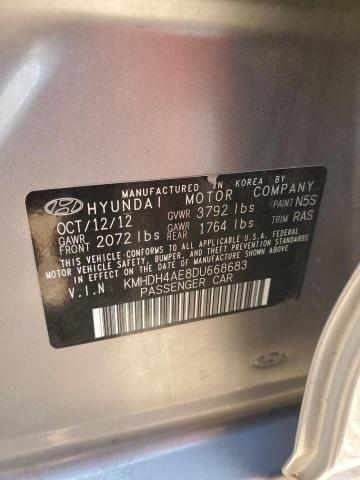 MANUFACTURED IN KOREA BY
HYUNDAI MOTOR COMPANY
OCT/12/12 GVWR 3792 lbs PAINT N5S
GAWR FRONT 2072 lbs GAWR REAR 1764 lbs TRIM RAS
THIS VEHICLE CONFORMS TO ALL APPLICABLE U.S.A FEDERAL
MOTOR VEHICLE SAFETY, BUMPER, AND THEFT PREVENTION STANDARDS
IN EFFECT ON THE DATE OF MANUFACTURE SHOWN ABOVE.
V.I.N KMHDH4AE8DU668683
PASSENGER CAR